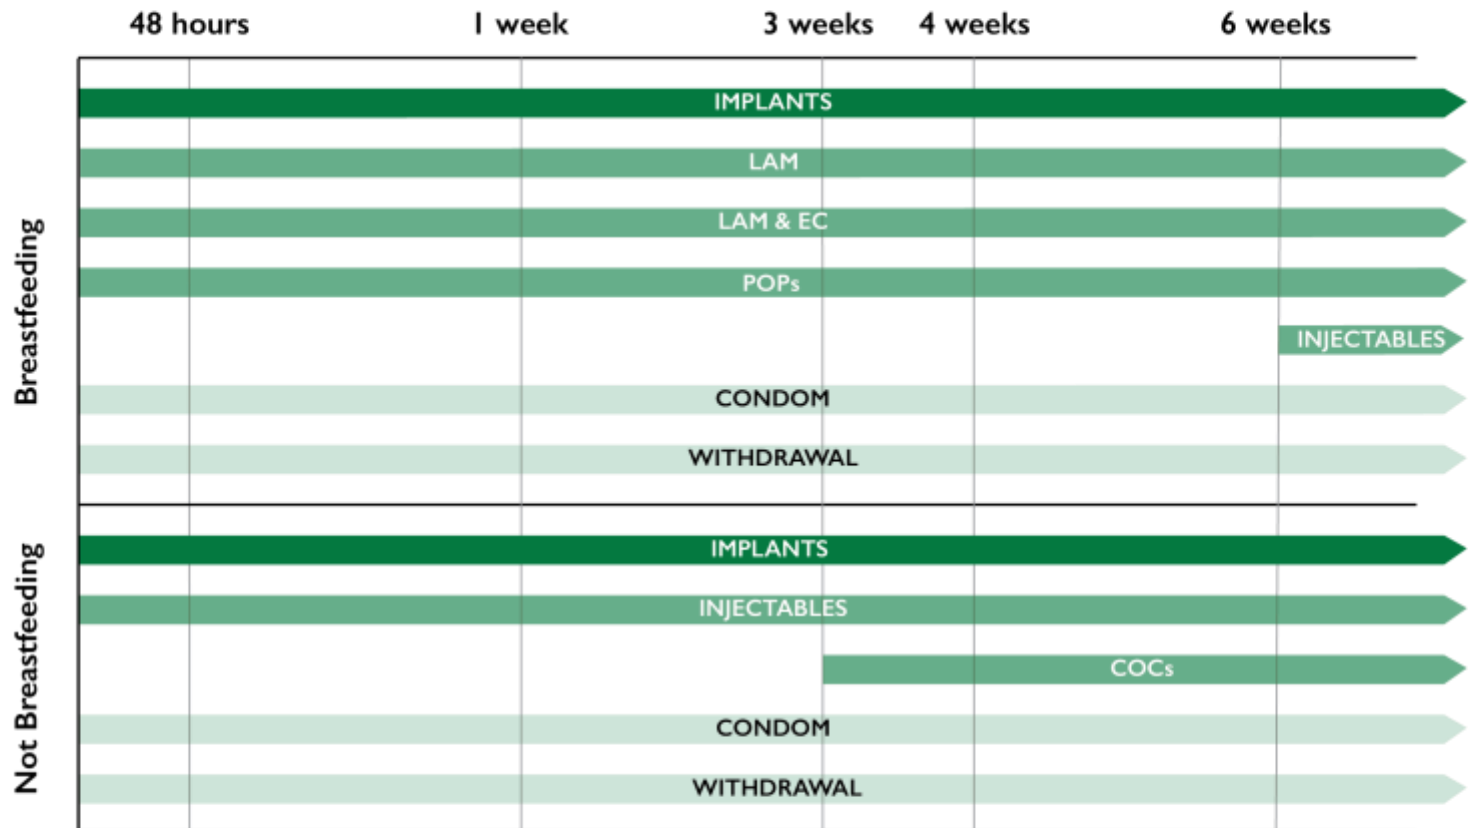 48 hours 1 week 3 weeks 4 weeks 6 weeks
Breastfeeding
IMPLANTS
LAM
LAM & EC
POPs
INJECTABLES
CONDOM
WITHDRAWAL
Not Breastfeeding
IMPLANTS
INJECTABLES
COCs
CONDOM
WITHDRAWAL